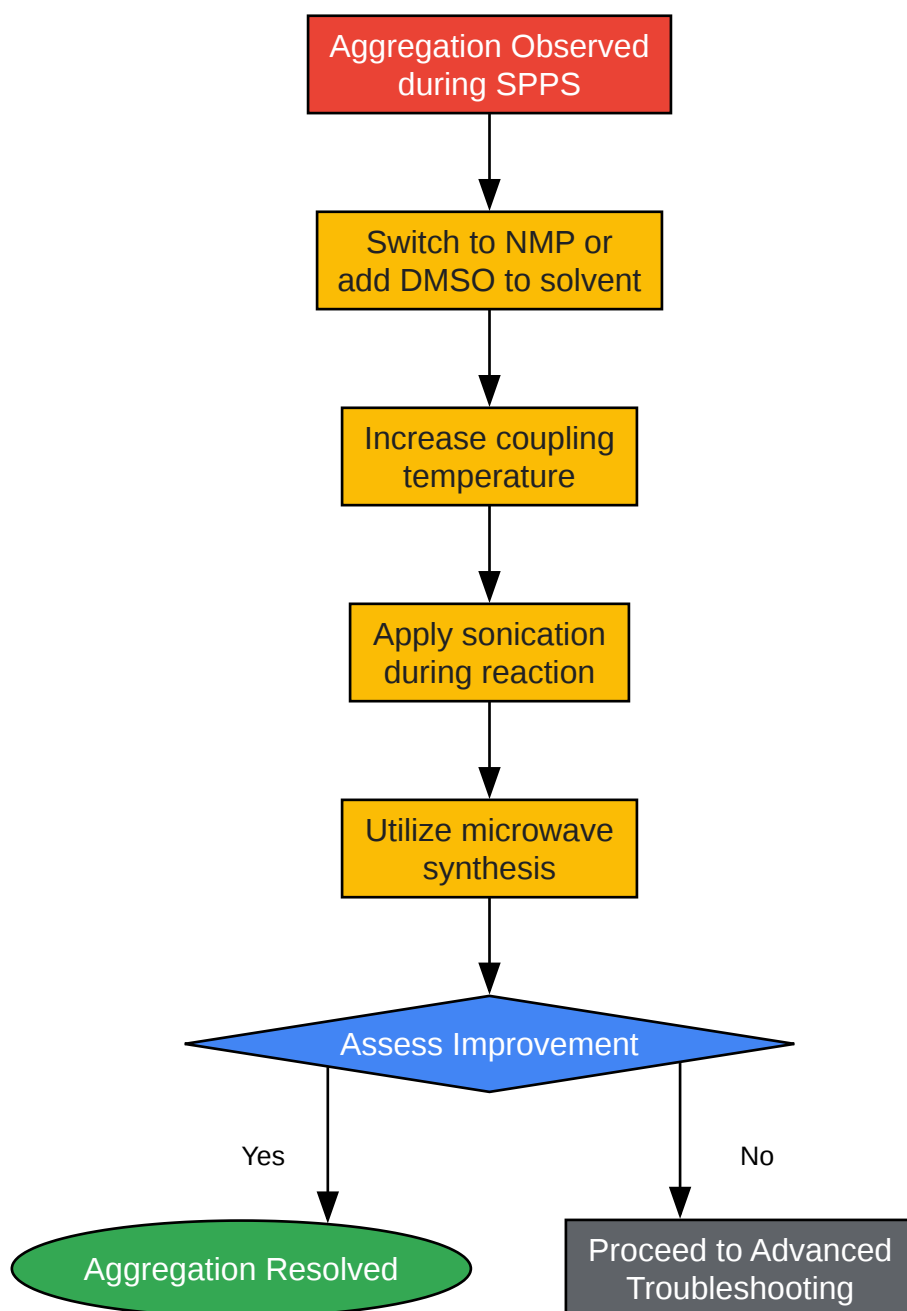 Aggregation Observed
during SPPS
Switch to NMP or
add DMSO to solvent
Increase coupling
temperature
Apply sonication
during reaction
Utilize microwave
synthesis
Assess Improvement
Yes
No
Aggregation Resolved
Proceed to Advanced
Troubleshooting